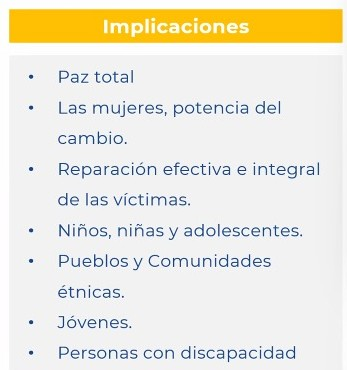 Implicaciones
• Paz total
• Las mujeres, potencia del
cambio.
• Reparación efectiva e integral
de las víctimas.
• Niños, niñas y adolescentes.
• Pueblos y Comunidades
étnicas.
• Jóvenes.
• Personas con discapacidad